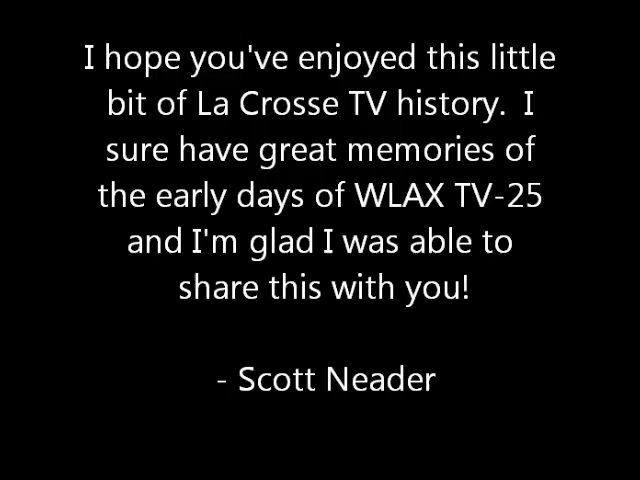 I hope you've enjoyed this little
bit of La Crosse TV history.  I
sure have great memories of
the early days of WLAX TV-25
and I'm glad I was able to
share this with you!
- Scott Neader